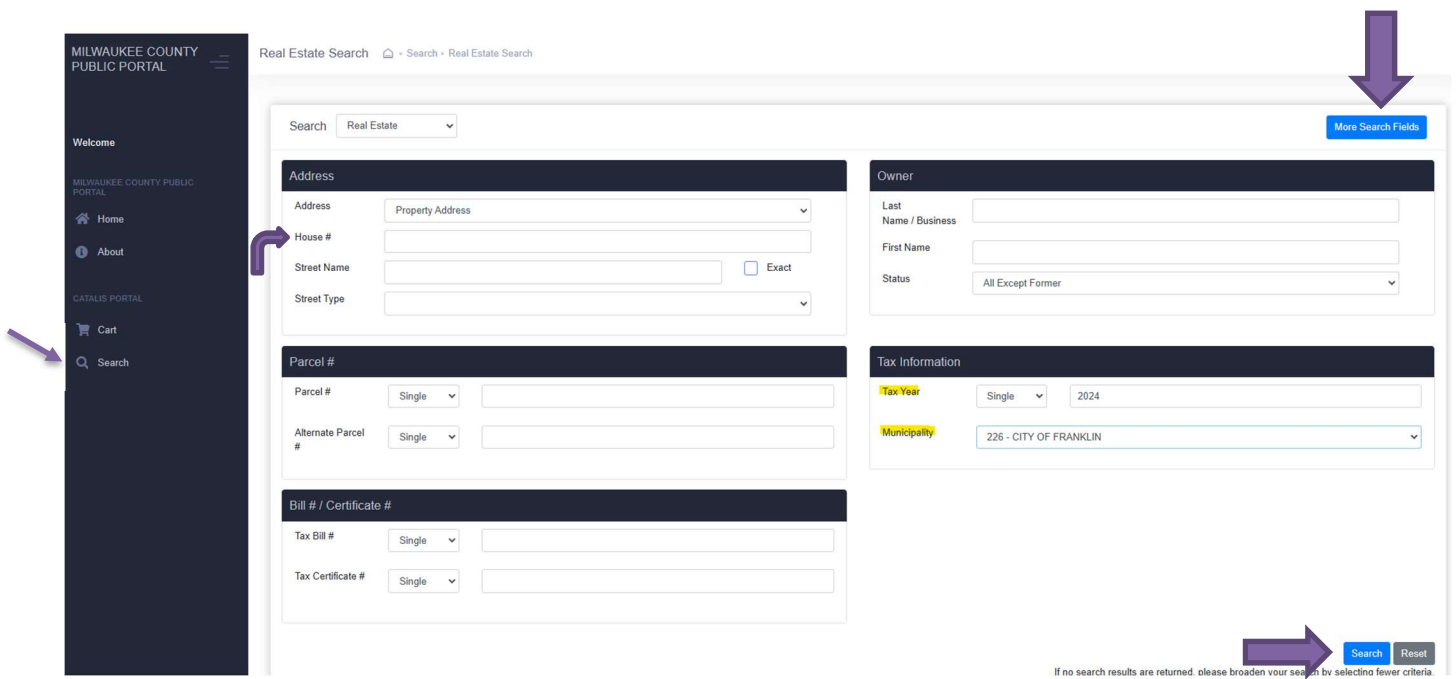 MILWAUKEE COUNTY
PUBLIC PORTAL
Welcome
MILWAUKEE COUNTY PUBLIC
PORTAL
Home
About
CATALIS PORTAL
Cart
Search
Real Estate Search Search Real Estate Search
Search Real Estate
More Search Fields
Address
Address Property Address
House #
Street Name Exact
Street Type
Owner
Last
Name / Business
First Name
Status All Except Former
Parcel #
Parcel # Single
Alternate Parcel
# Single
Tax Information
Tax Year Single 2024
Municipality 226 - CITY OF FRANKLIN
Bill # / Certificate #
Tax Bill # Single
Tax Certificate # Single
Search Reset
If no search results are returned, please broaden your search by selecting fewer criteria.